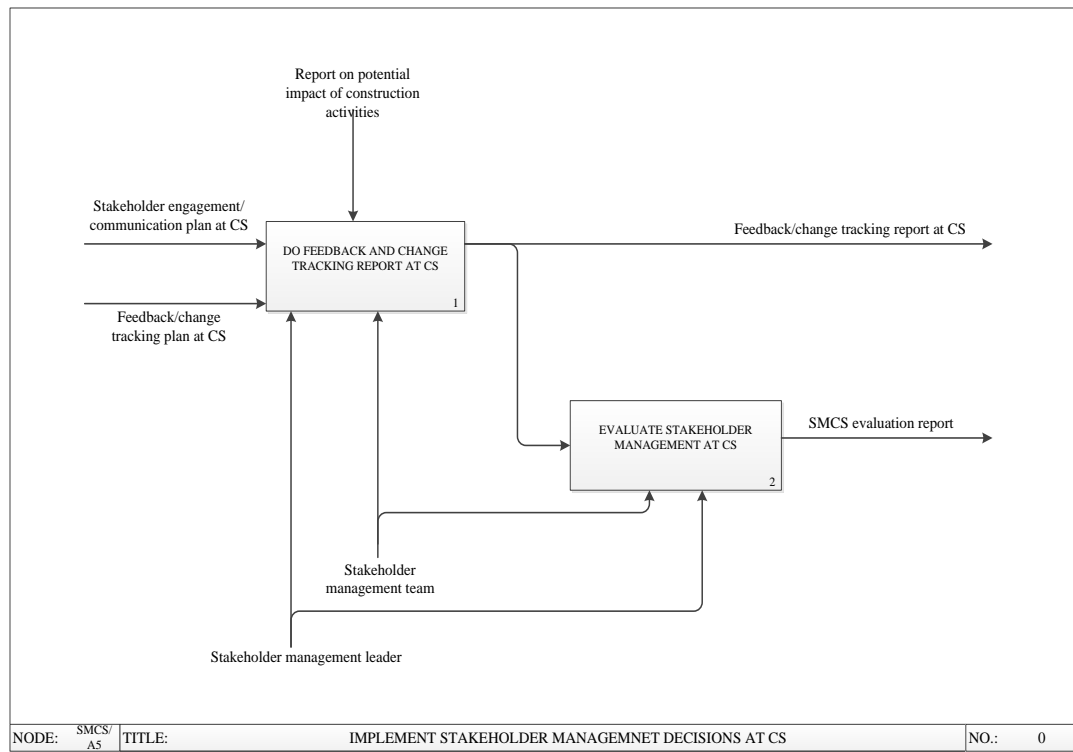 Report on potential
impact of construction
activities
Stakeholder engagement/
communication plan at CS
Feedback/change
tracking plan at CS
DO FEEDBACK AND CHANGE
TRACKING REPORT AT CS
1
Feedback/change tracking report at CS
EVALUATE STAKEHOLDER
MANAGEMENT AT CS
2
SMCS evaluation report
Stakeholder
management team
Stakeholder management leader
NODE:
SMCS/
A5
TITLE:
IMPLEMENT STAKEHOLDER MANAGEMNET DECISIONS AT CS
NO.:
0